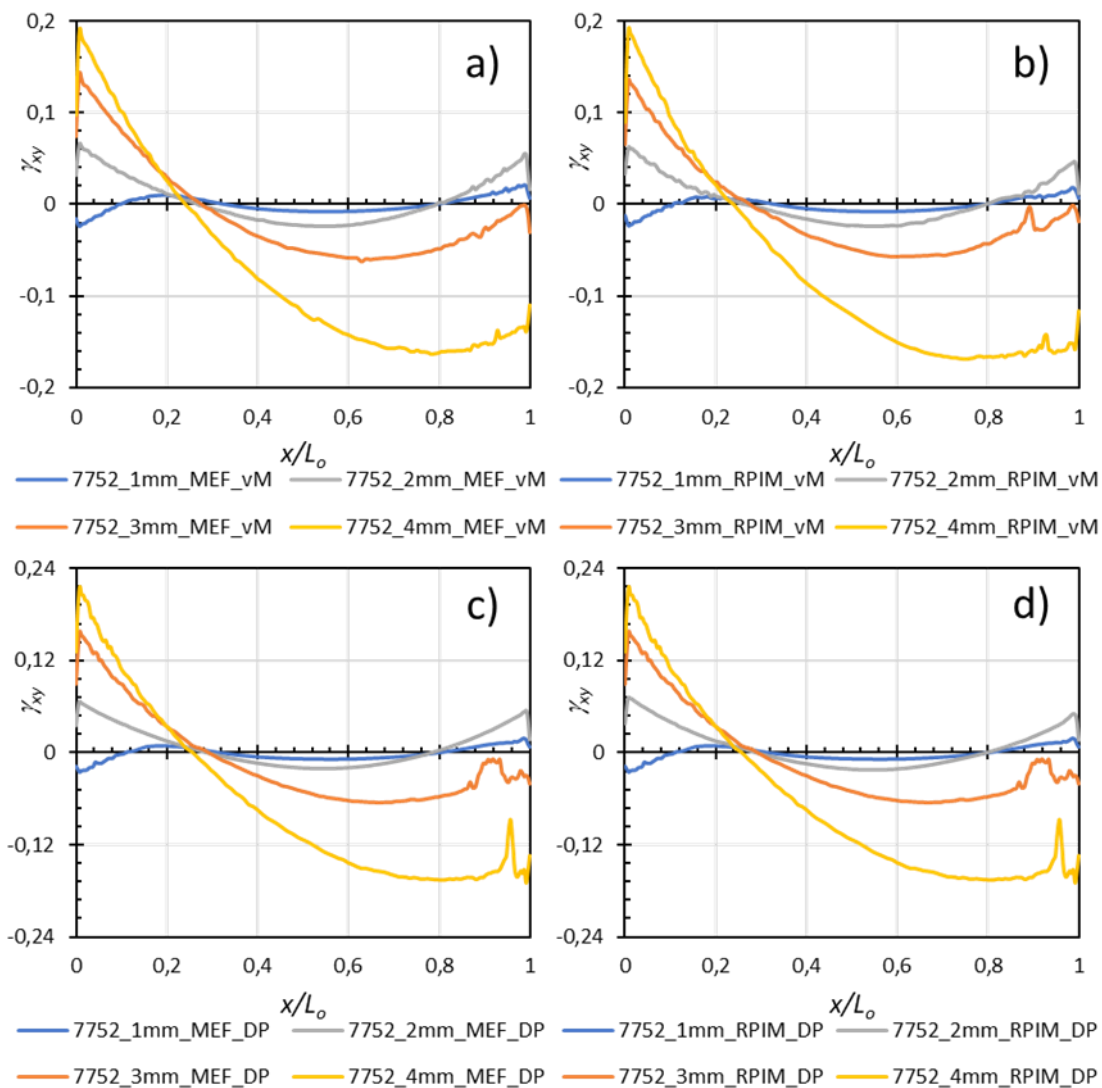 a)
0,2
0,1
0
-0,1
-0,2
γxy
0 0,2 0,4 0,6 0,8 1
x/Lo
7752_1mm_MEF_vM 7752_2mm_MEF_vM
7752_3mm_MEF_vM 7752_4mm_MEF_vM
b)
0,2
0,1
0
-0,1
-0,2
γxy
0 0,2 0,4 0,6 0,8 1
x/Lo
7752_1mm_RPIM_vM 7752_2mm_RPIM_vM
7752_3mm_RPIM_vM 7752_4mm_RPIM_vM
c)
0,24
0,12
0
-0,12
-0,24
γxy
0 0,2 0,4 0,6 0,8 1
x/Lo
7752_1mm_MEF_DP 7752_2mm_MEF_DP
7752_3mm_MEF_DP 7752_4mm_MEF_DP
d)
0,24
0,12
0
-0,12
-0,24
γxy
0 0,2 0,4 0,6 0,8 1
x/Lo
7752_1mm_RPIM_DP 7752_2mm_RPIM_DP
7752_3mm_RPIM_DP 7752_4mm_RPIM_DP